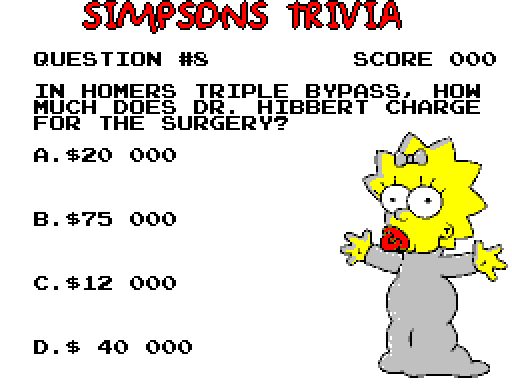 SIMPSONS TRIVIA
QUESTION #8 SCORE 000
IN HOMERS TRIPLE BYPASS, HOW
MUCH DOES DR. HIBBERT CHARGE
FOR THE SURGERY?
A.$20 000
B.$75 000
C.$12 000
D.$ 40 000